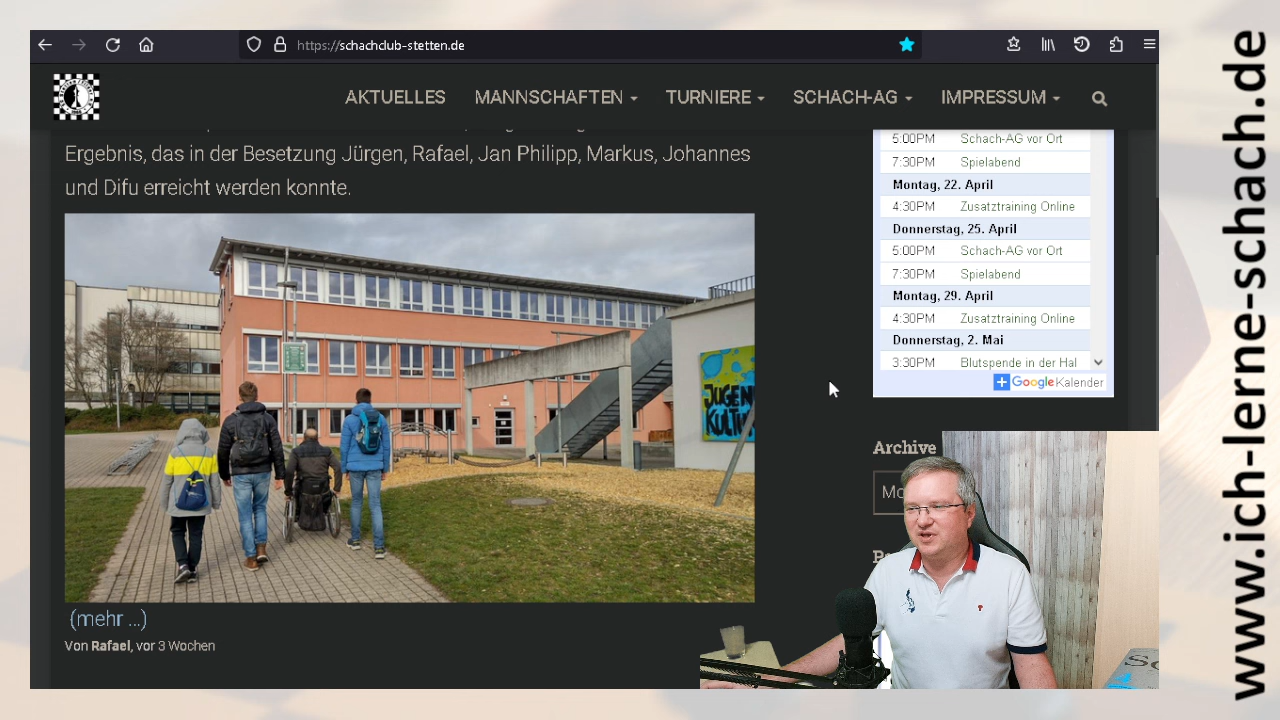 https://schachclub-stetten.de
AKTUELLES MANNSCHAFTEN TURNIERE SCHACH-AG IMPRESSUM
Ergebnis, das in der Besetzung Jürgen, Rafael, Jan Philipp, Markus, Johannes
und Difu erreicht werden konnte.
JUGEN
KULTU
(mehr ...)
Von Rafael, vor 3 Wochen
5:00PM Schach-AG vor Ort
7:30PM Spielabend
Montag, 22. April
4:30PM Zusatztraining Online
Donnerstag, 25. April
5:00PM Schach-AG vor Ort
7:30PM Spielabend
Montag, 29. April
4:30PM Zusatztraining Online
Donnerstag, 2. Mai
3:30PM Blutspende in der Hal
Google Kalender
Archive
www.ich-lerne-schach.de